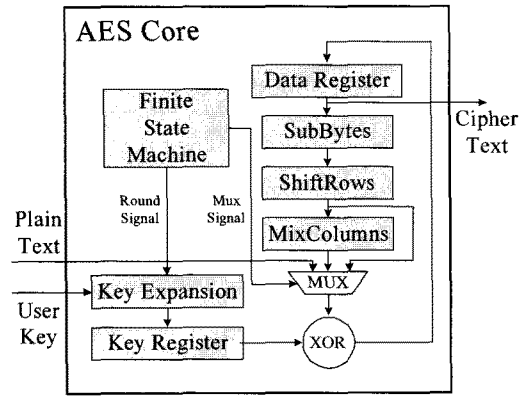 AES Core
Data Register
Finite
State
Machine
Cipher
Text
SubBytes
ShiftRows
Round
Signal
Mux
Signal
Plain
Text
MixColumns
MUX
User
Key
Key Expansion
Key Register
XOR